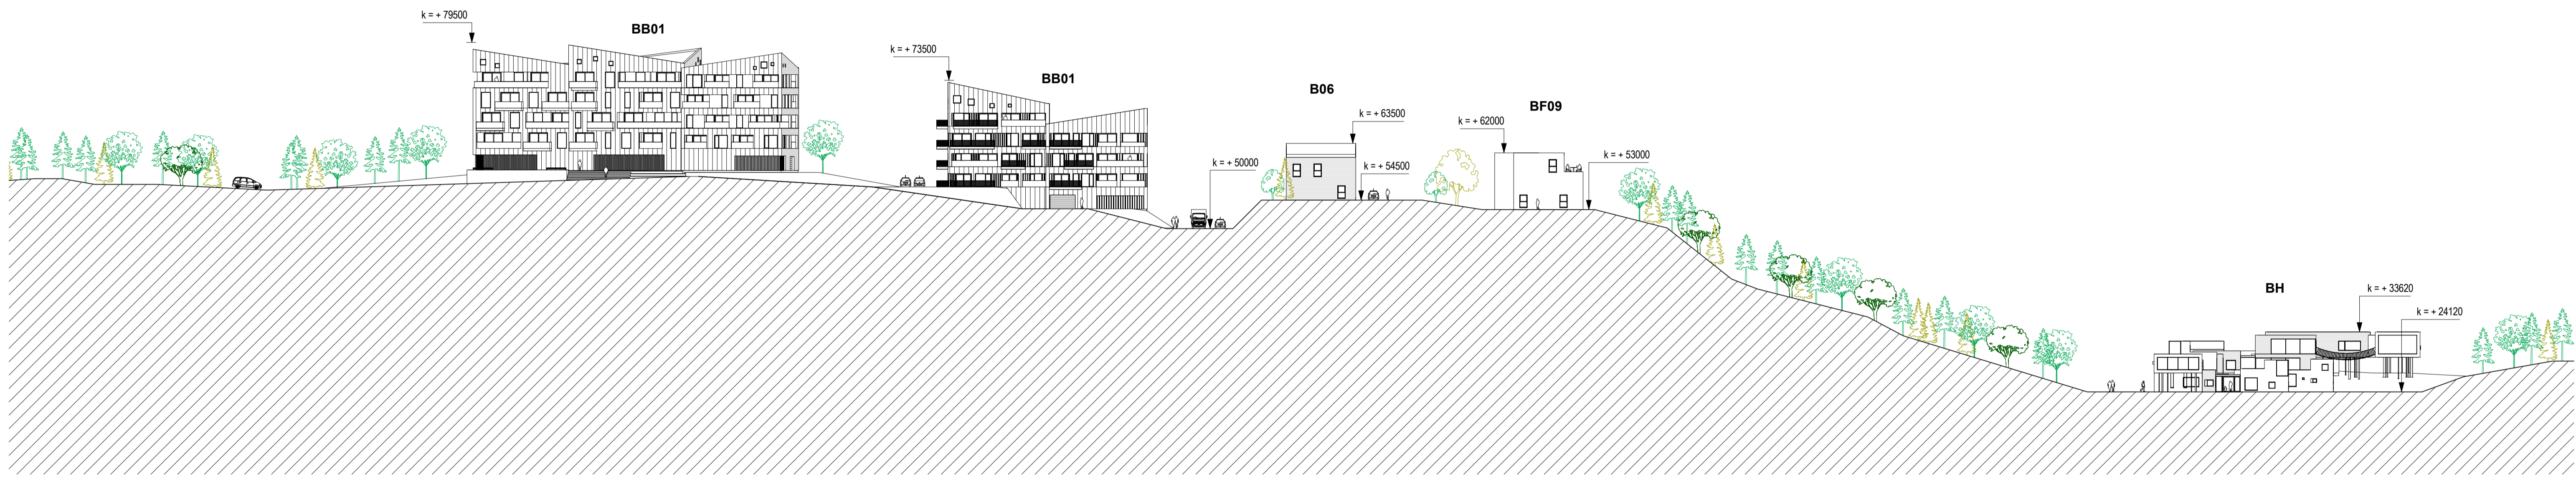 k = + 79500
BB01
k = + 73500
BB01
B06
k = + 63500
BF09
k = + 62000
k = + 50000
k = + 54500
k = + 53000
BH
k = + 33620
k = + 24120